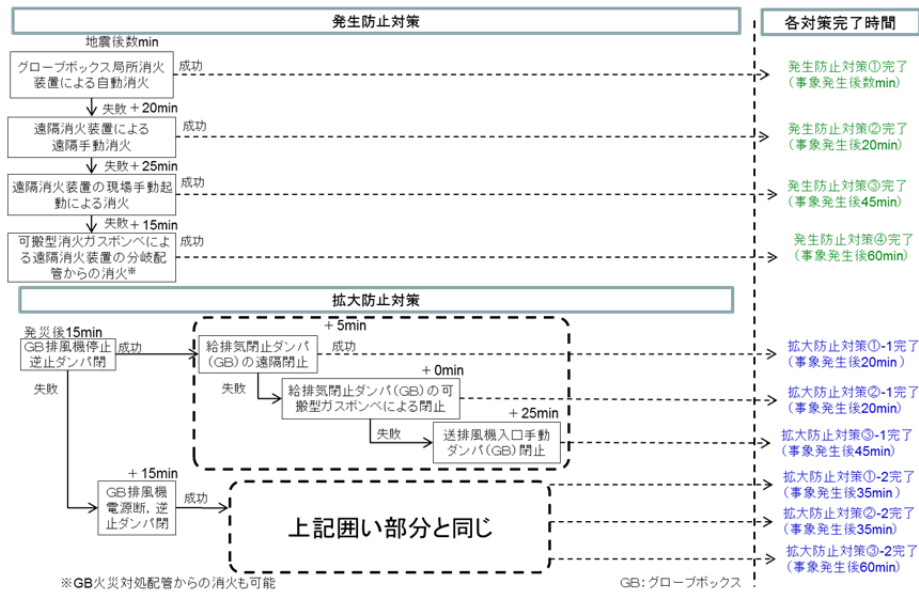 発生防止対策
各対策完了時間
地震後数min
グローブボックス局所消火
装置による自動消火
成功
発生防止対策①完了
(事象発生後数min)
失敗+20min
遠隔消火装置による
遠隔手動消火
成功
発生防止対策②完了
(事象発生後20min)
失敗+25min
遠隔消火装置の現場手動起
動による消火
成功
発生防止対策③完了
(事象発生後45min)
失敗+15min
可搬型消火ガスボンベによ
る遠隔消火装置の分岐配
管からの消火※
成功
発生防止対策④完了
(事象発生後60min)
拡大防止対策
発災後15min
GB排風機停止
逆止ダンパ閉
成功
+5min
給排気閉止ダンパ
(GB)の遠隔閉止
成功
拡大防止対策①-1完了
(事象発生後20min)
失敗
失敗
+0min
給排気閉止ダンパ(GB)の可
搬型ガスボンベによる閉止
拡大防止対策②-1完了
(事象発生後20min)
失敗
+25min
送排風機入口手動
ダンパ(GB)閉止
拡大防止対策③-1完了
(事象発生後45min)
+15min
GB排風機
電源断,逆
止ダンパ閉
成功
上記囲い部分と同じ
拡大防止対策①-2完了
(事象発生後35min)
拡大防止対策②-2完了
(事象発生後35min)
拡大防止対策③-2完了
(事象発生後60min)
※GB火災対処配管からの消火も可能
GB:グローブボックス